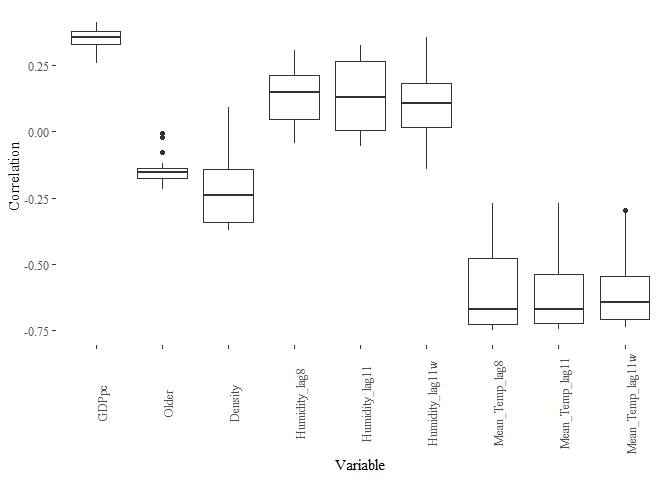 Correlation
0.25
0.00
-0.25
-0.50
-0.75
GDPpc
Older
Density
Humidity_lag8
Humidity_lag11
Humidity_lag11w
Mean_Temp_lag8
Mean_Temp_lag11
Mean_Temp_lag11w
Variable